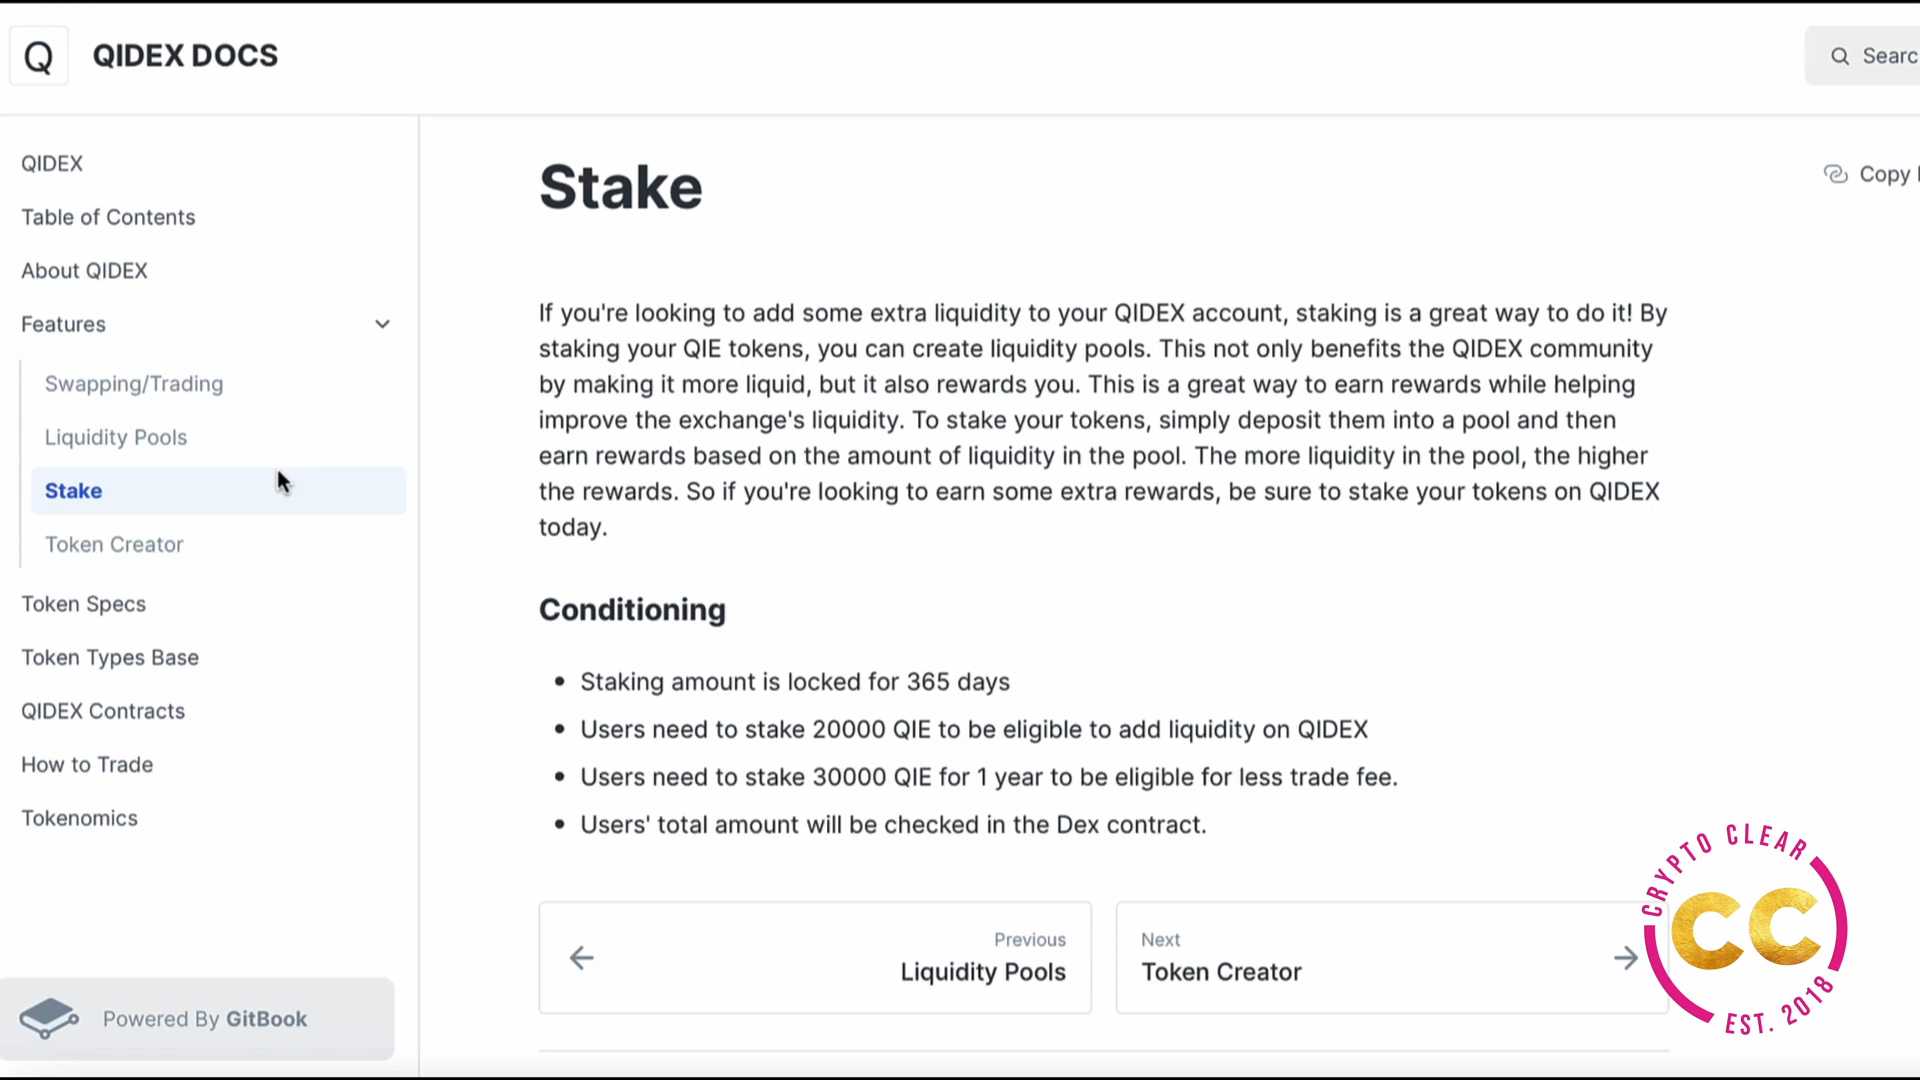 Q QIDEX DOCS
Searc
QIDEX
Table of Contents
About QIDEX
Features
Swapping/Trading
Liquidity Pools
Stake
Token Creator
Token Specs
Token Types Base
QIDEX Contracts
How to Trade
Tokenomics
Powered By GitBook
Stake
Copy
If you're looking to add some extra liquidity to your QIDEX account, staking is a great way to do it! By
staking your QIE tokens, you can create liquidity pools. This not only benefits the QIDEX community
by making it more liquid, but it also rewards you. This is a great way to earn rewards while helping
improve the exchange's liquidity. To stake your tokens, simply deposit them into a pool and then
earn rewards based on the amount of liquidity in the pool. The more liquidity in the pool, the higher
the rewards. So if you're looking to earn some extra rewards, be sure to stake your tokens on QIDEX
today.
Conditioning
• Staking amount is locked for 365 days
• Users need to stake 20000 QIE to be eligible to add liquidity on QIDEX
• Users need to stake 30000 QIE for 1 year to be eligible for less trade fee.
• Users' total amount will be checked in the Dex contract.
Previous
Liquidity Pools
Next
Token Creator
CRYPTO CLEAR
CC
EST. 2018